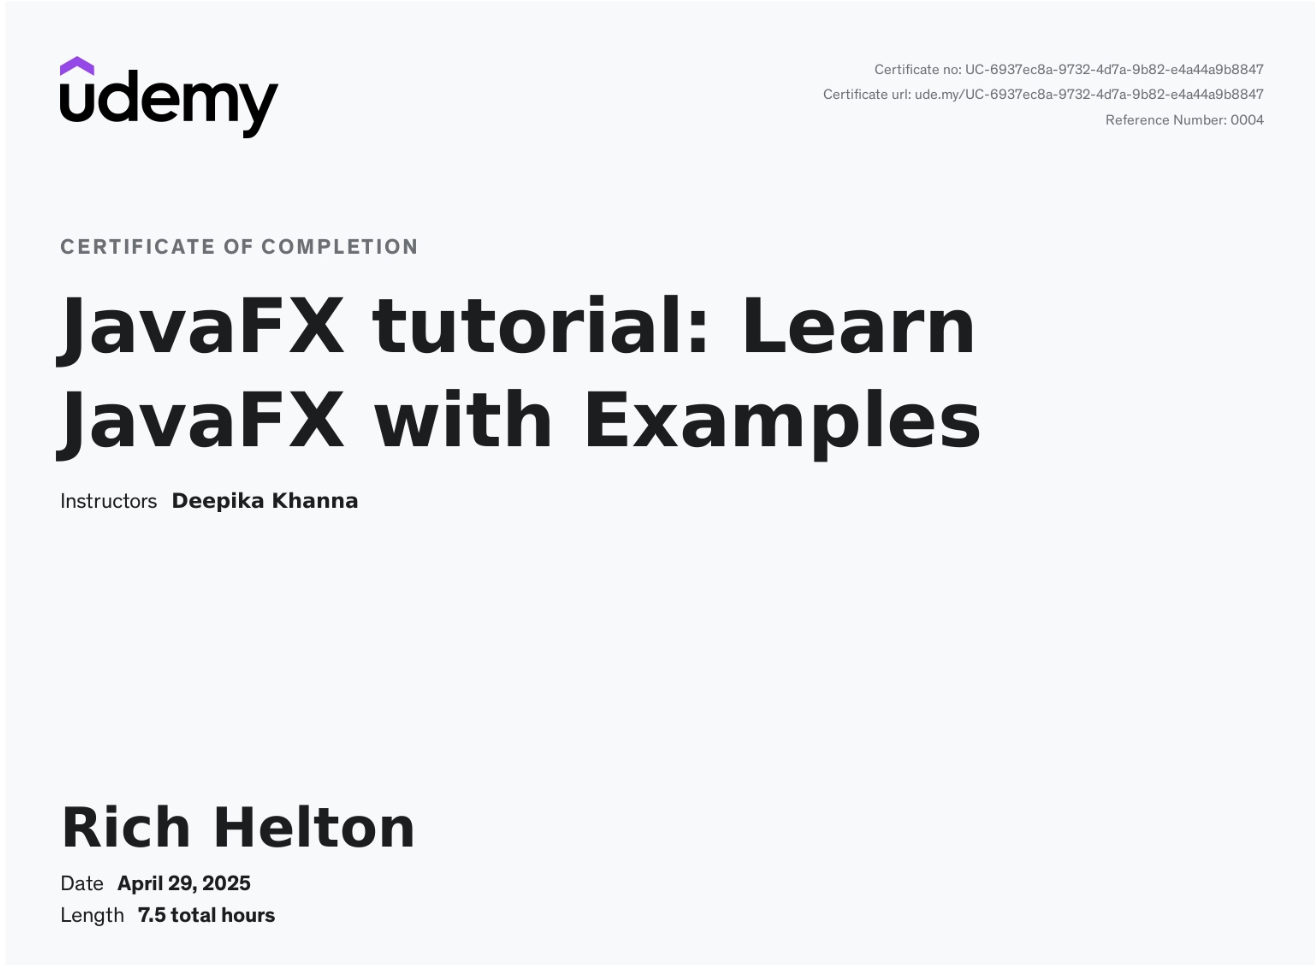 udemy
Certificate no: UC-6937ec8a-9732-4d7a-9b82-e4a44a9b8847
Certificate url: ude.my/UC-6937ec8a-9732-4d7a-9b82-e4a44a9b8847
Reference Number: 0004
CERTIFICATE OF COMPLETION
JavaFX tutorial: Learn
JavaFX with Examples
Instructors Deepika Khanna
Rich Helton
Date April 29, 2025
Length 7.5 total hours